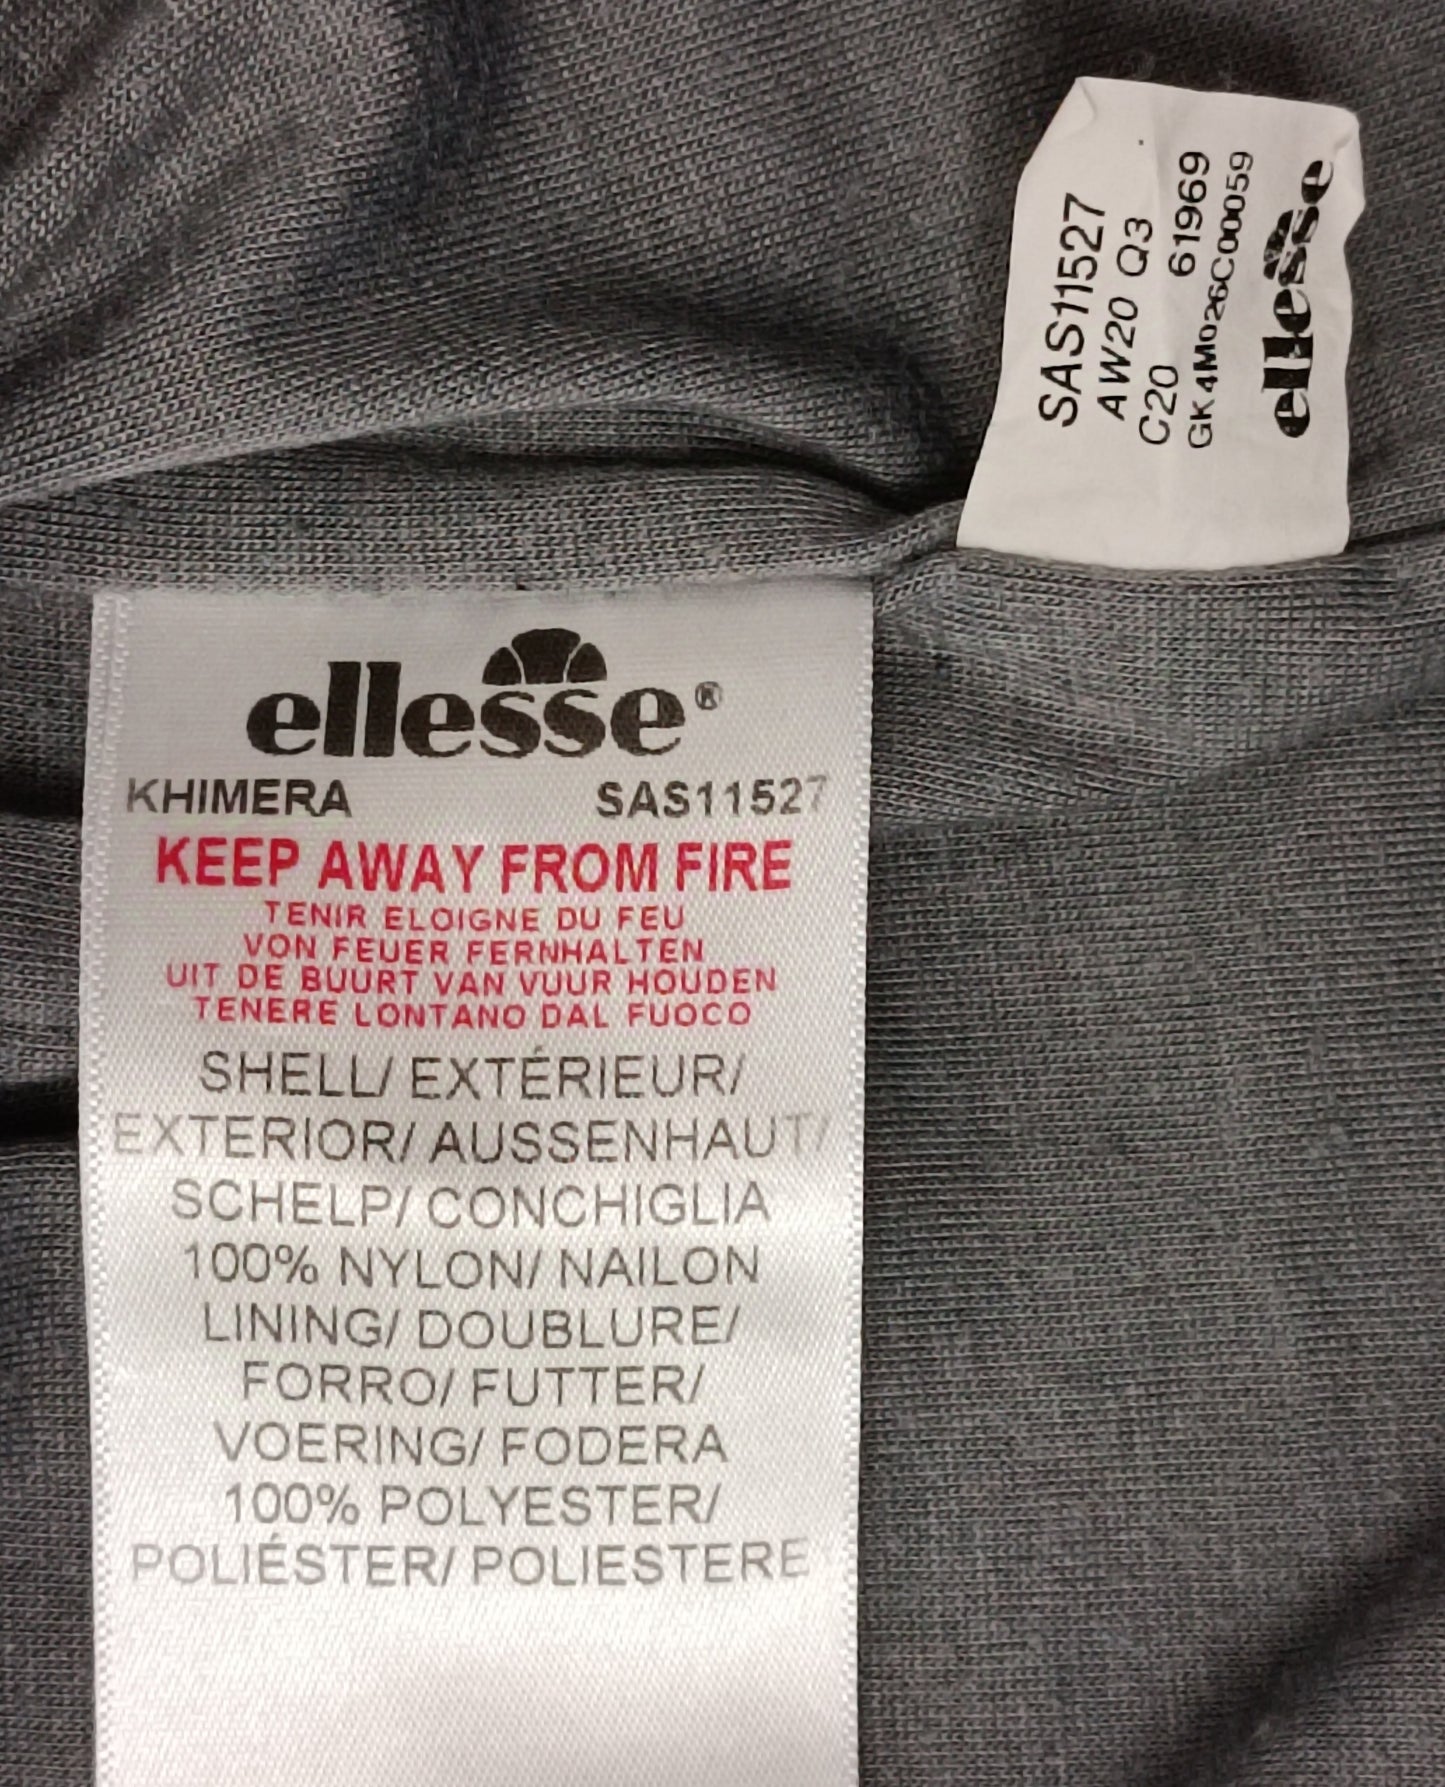 ellesse®
KHIMERA SAS11527
KEEP AWAY FROM FIRE
TENIR ELOIGNE DU FEU
VON FEUER FERNHALTEN
UIT DE BUURT VAN VUUR HOUDEN
TENERE LONTANO DAL FUOCO
SHELL/ EXTÉRIEUR/
EXTERIOR/ AUSSENHAUT/
SCHELP/ CONCHIGLIA
100% NYLON/ NAILON
LINING/ DOUBLURE/
FORRO/ FUTTER/
VOERING/ FODERA
100% POLYESTER/
POLIÉSTER/ POLIESTERE
SAS11527
AW20 Q3
C20 61969
GK4M026C00059
ellesse